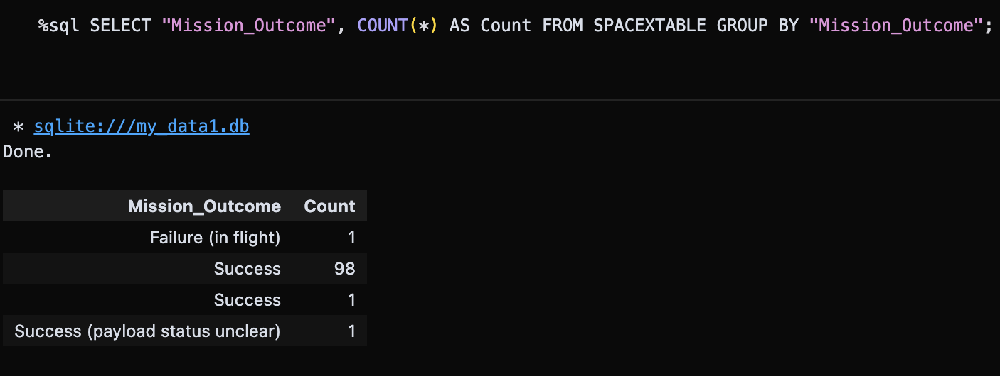 %sql SELECT "Mission_Outcome", COUNT(*) AS Count FROM SPACEXTABLE GROUP BY "Mission_Outcome";
* sqlite:///my_data1.db
Done.
Mission_Outcome Count
Failure (in flight) 1
Success 98
Success 1
Success (payload status unclear) 1